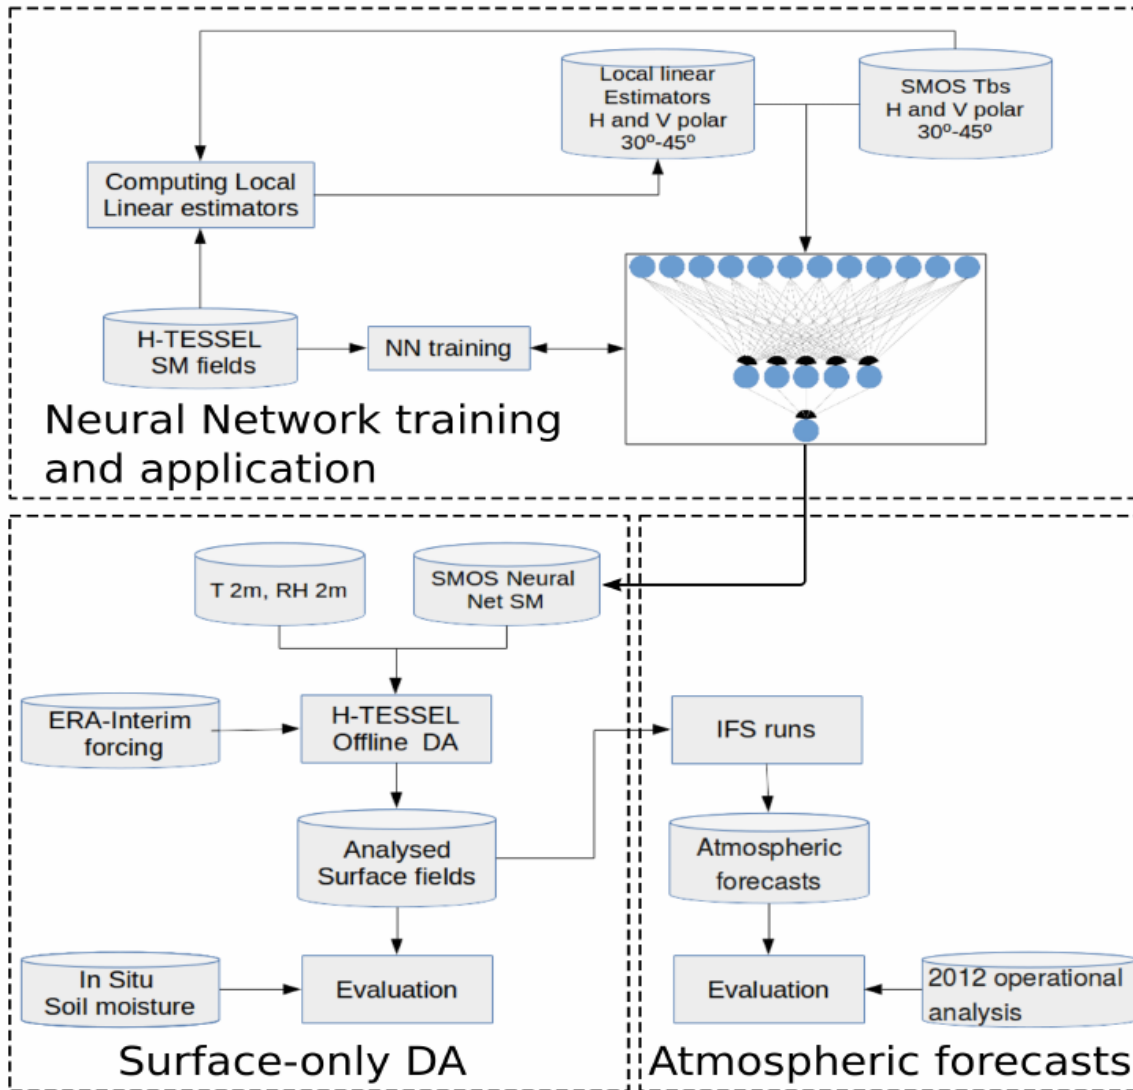 Local linear
Estimators
H and V polar
30º-45º
SMOS Tbs
H and V polar
30º-45º
Computing Local
Linear estimators
H-TESSEL
SM fields
NN training
Neural Network training
and application
T 2m, RH 2m
SMOS Neural
Net SM
ERA-Interim
forcing
H-TESSEL
Offline DA
IFS runs
Analysed
Surface fields
Atmospheric
forecasts
In Situ
Soil moisture
Evaluation
Evaluation
2012 operational
analysis
Surface-only DA
Atmospheric forecasts